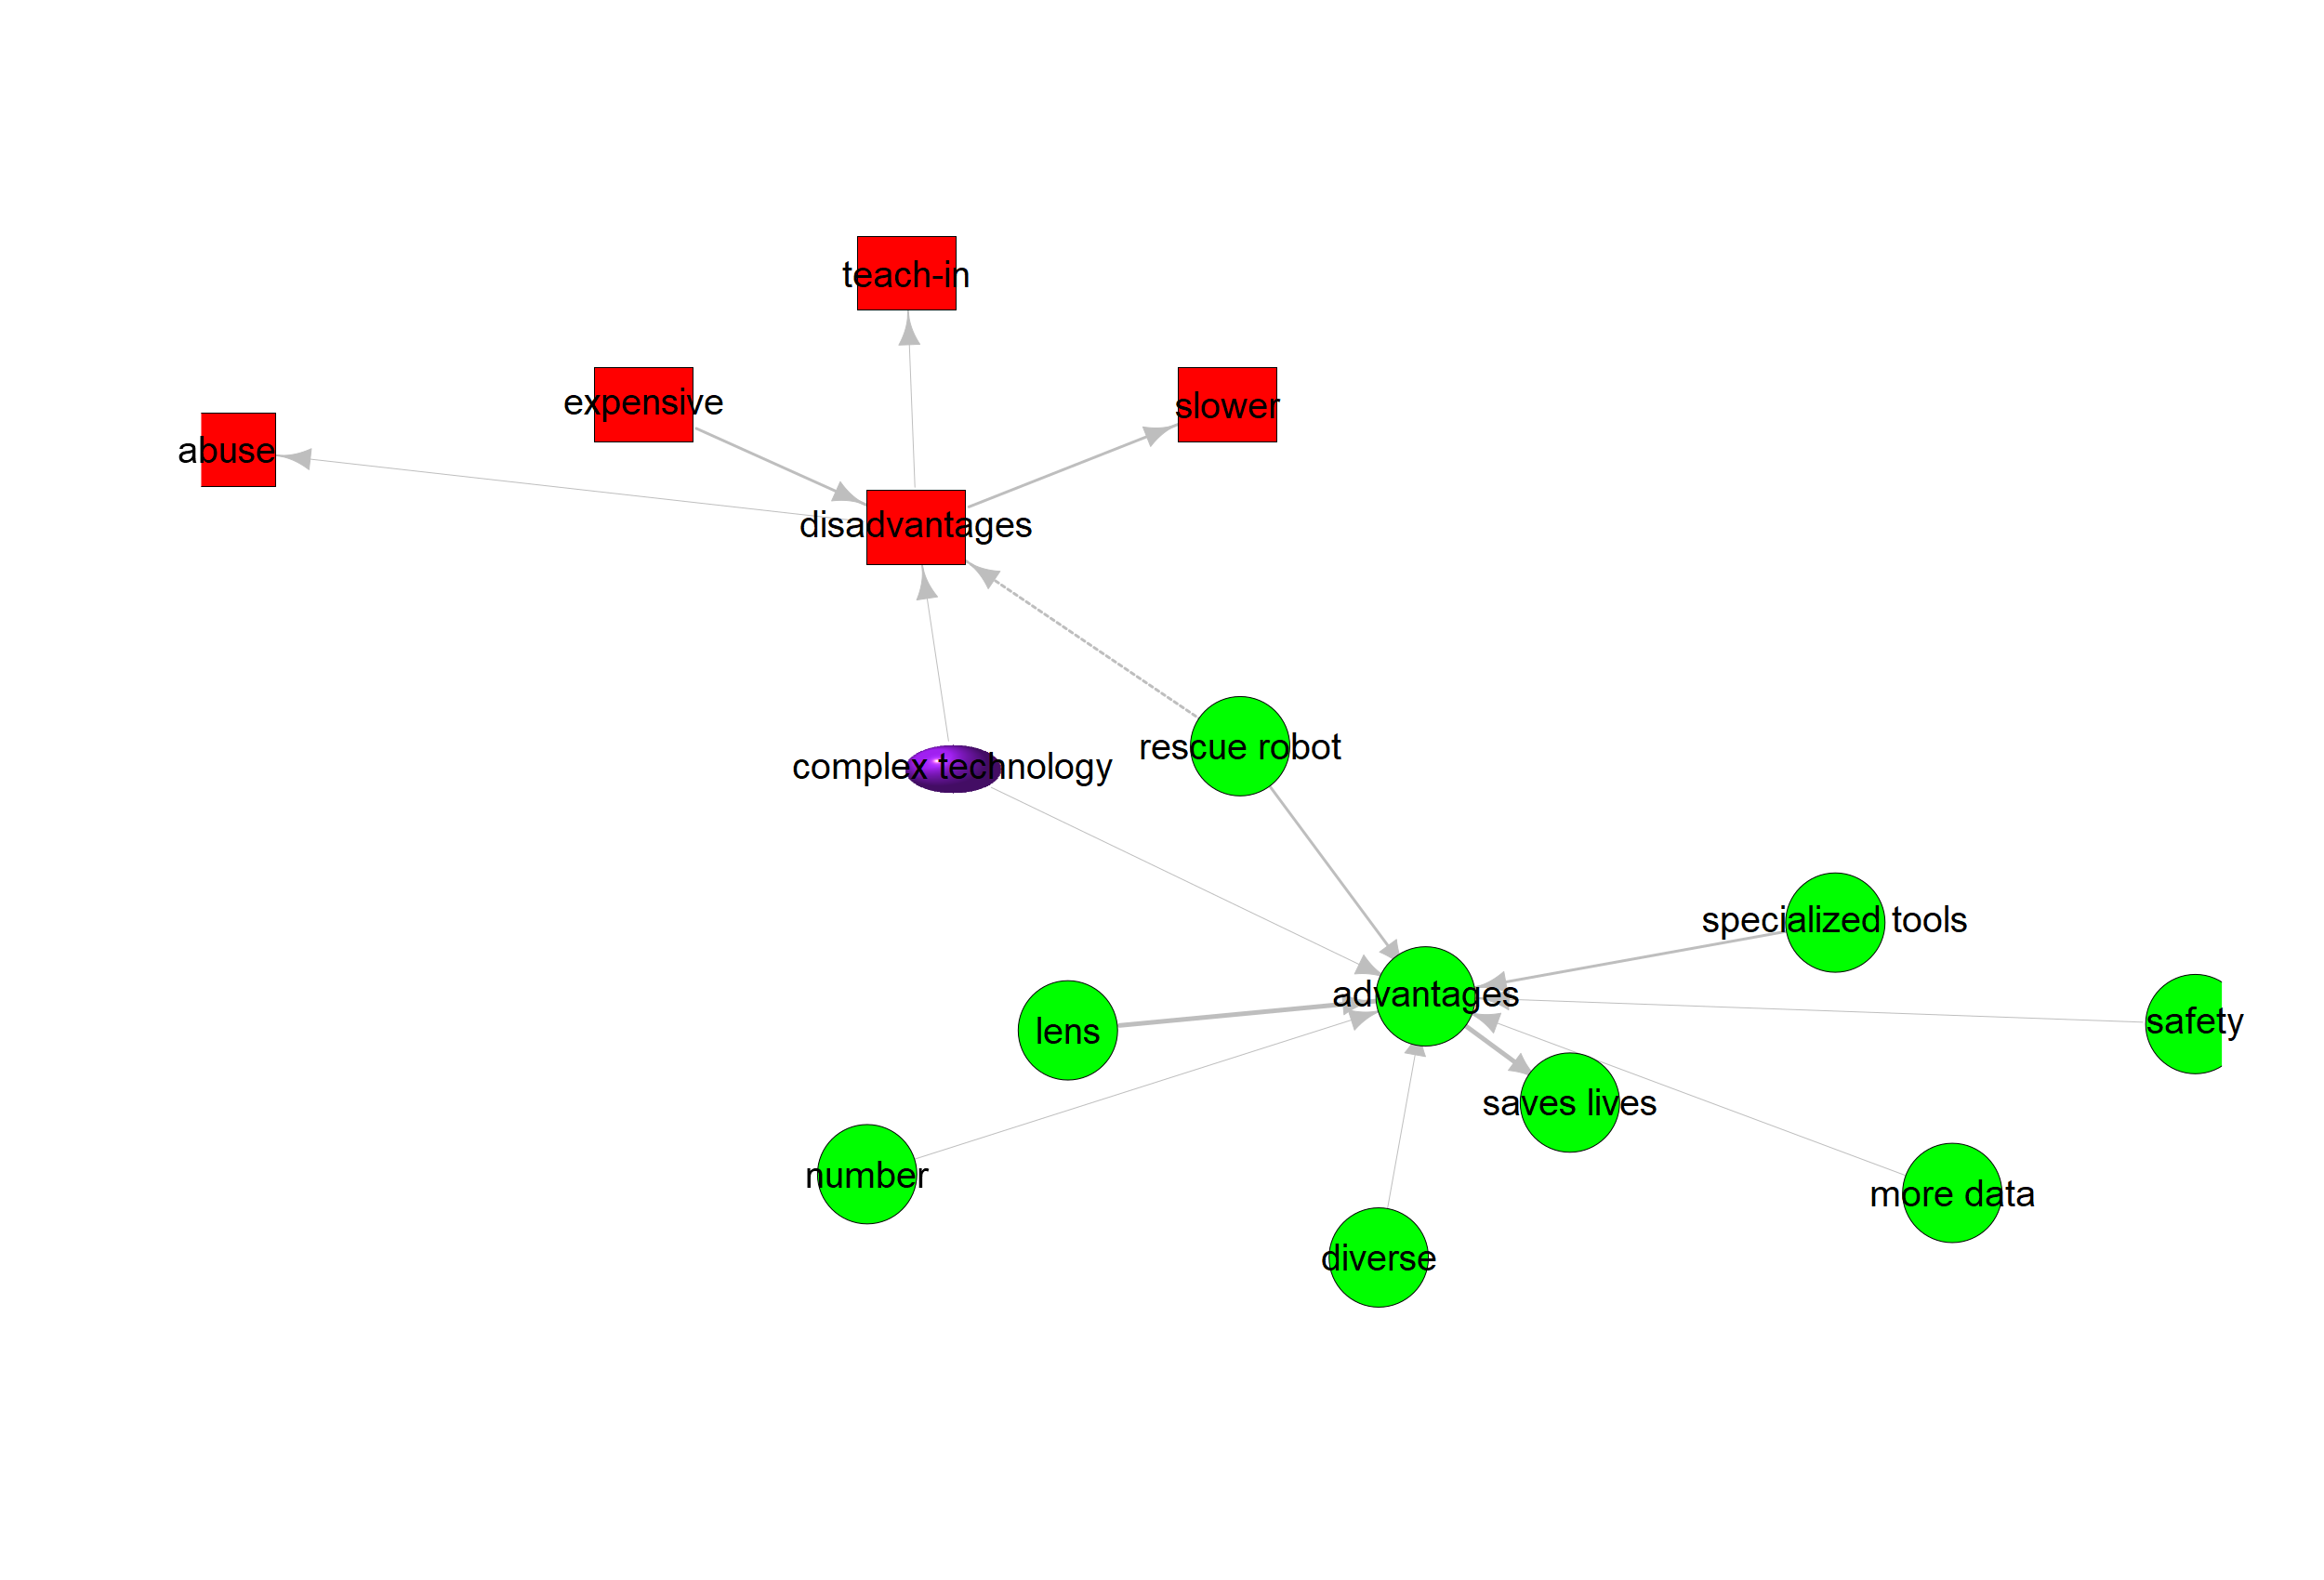 teach-in
expensive
slower
abuse
disadvantages
rescue robot
complex technology
specialized tools
advantages
safety
lens
saves lives
number
more data
diverse